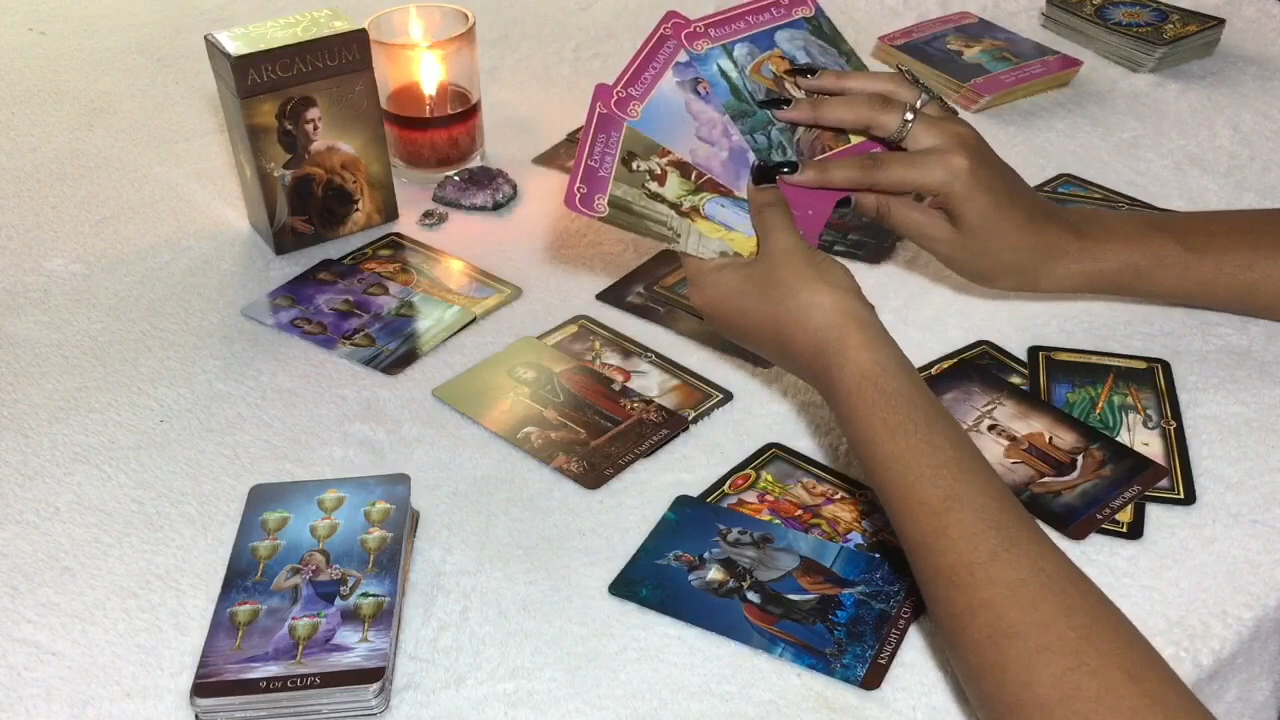 ARCANUM
ARCANUM
RELEASE YOUR EX
RECONCILIATION
EXPRESS
YOUR LOVE
IV THE EMPEROR
4 OF SWORDS
KNIGHT OF CUPS
9 OF CUPS